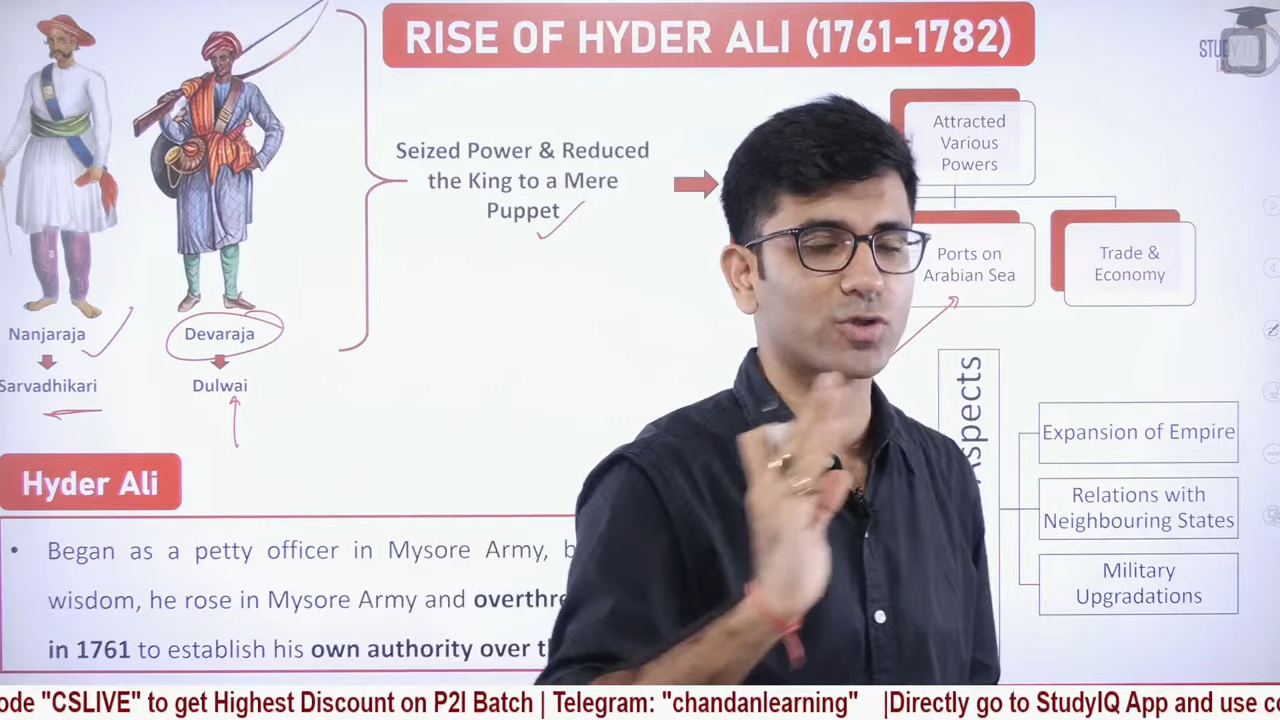 RISE OF HYDER ALI (1761-1782)
STUDY
Seized Power & Reduced
the King to a Mere
Puppet
Attracted
Various
Powers
Ports on
Arabian Sea
Trade &
Economy
Nanjaraja
Sarvadhikari
Devaraja
Dulwai
Aspects
Expansion of Empire
Relations with
Neighbouring States
Military
Upgradations
Hyder Ali
• Began as a petty officer in Mysore Army, b
wisdom, he rose in Mysore Army and overthr
in 1761 to establish his own authority over t
ode "CSLIVE" to get Highest Discount on P2I Batch | Telegram: "chandanlearning" |Directly go to StudyIQ App and use c